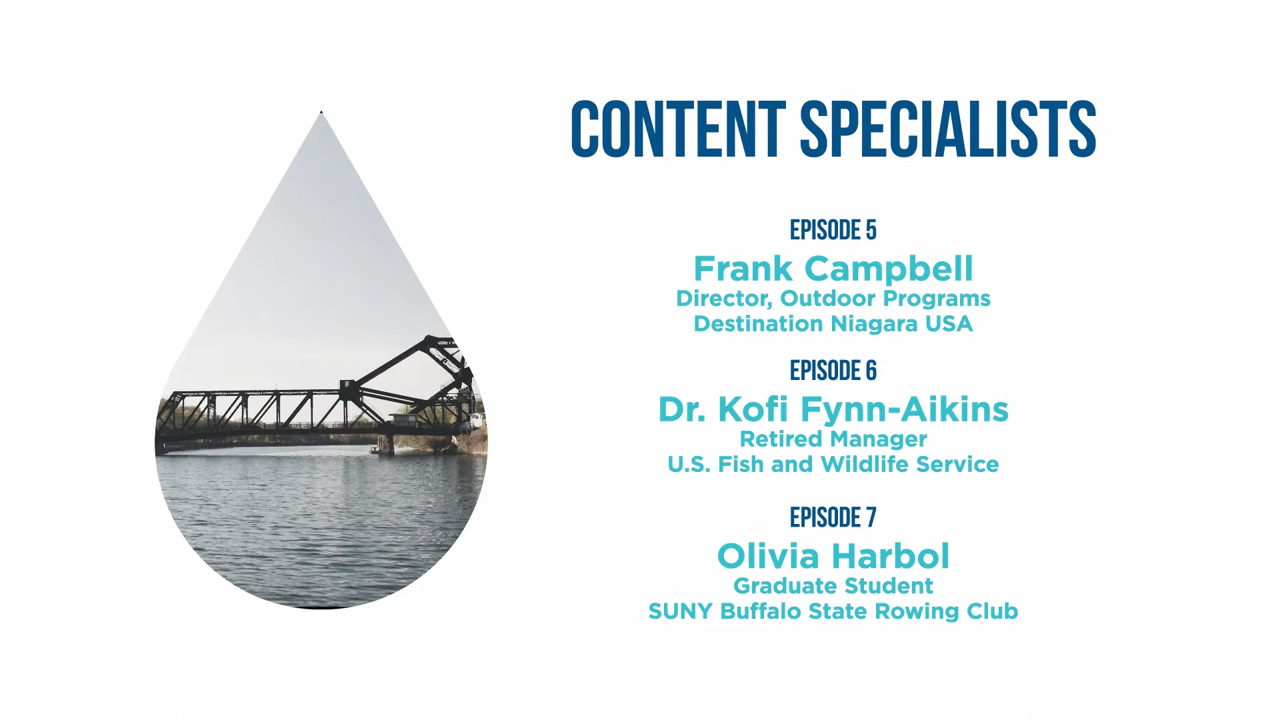 CONTENT SPECIALISTS
EPISODE 5
Frank Campbell
Director, Outdoor Programs
Destination Niagara USA
EPISODE 6
Dr. Kofi Fynn-Aikins
Retired Manager
U.S. Fish and Wildlife Service
EPISODE 7
Olivia Harbol
Graduate Student
SUNY Buffalo State Rowing Club